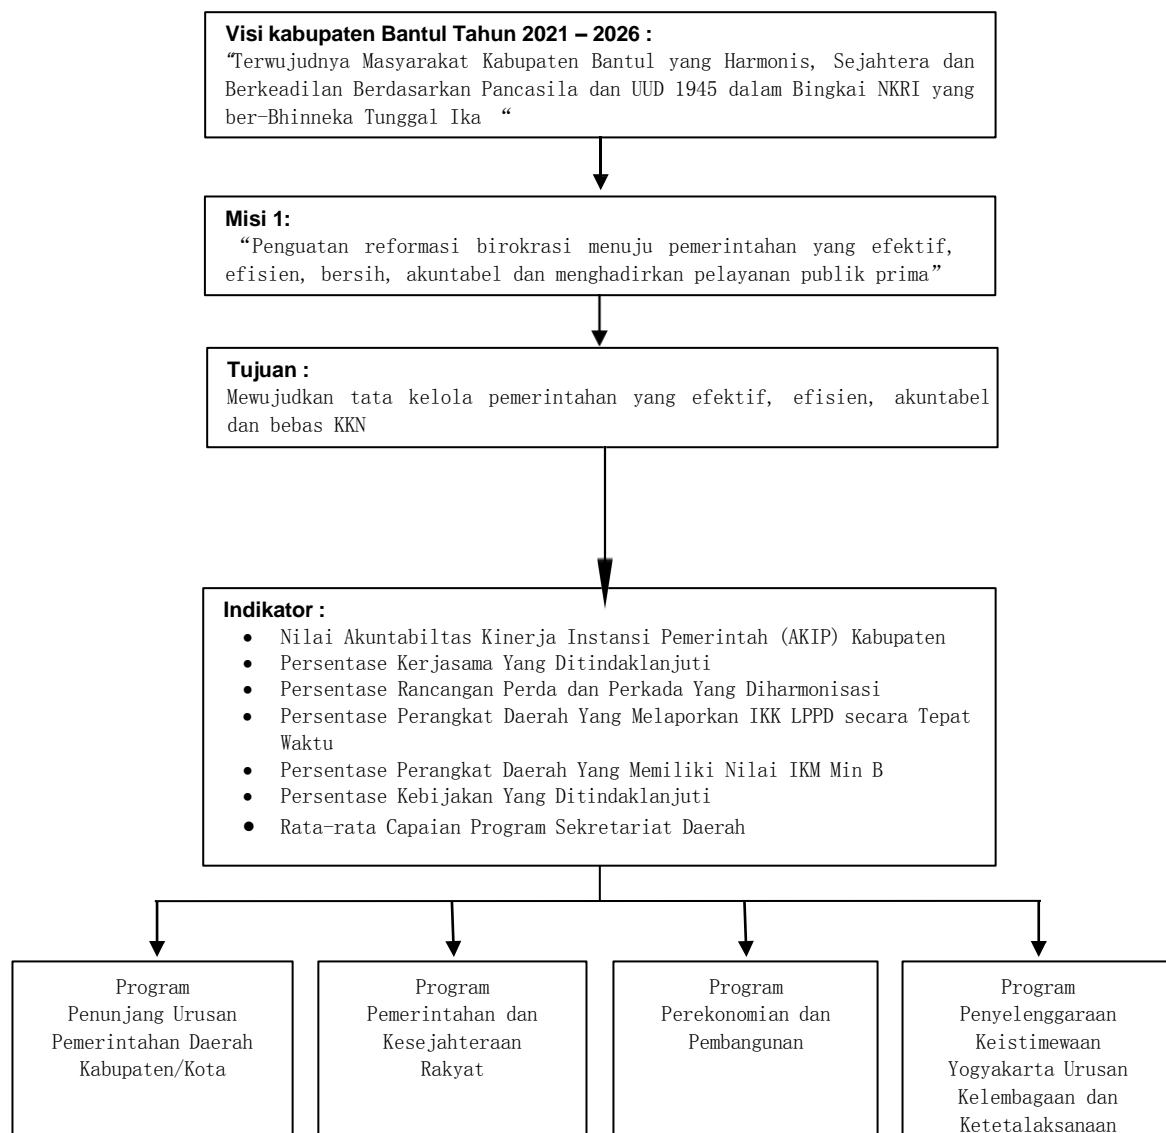 Visi kabupaten Bantul Tahun 2021 – 2026 :
“Terwujudnya Masyarakat Kabupaten Bantul yang Harmonis, Sejahtera dan
Berkeadilan Berdasarkan Pancasila dan UUD 1945 dalam Bingkai NKRI yang
ber-Bhinneka Tunggal Ika “
Misi 1:
“Penguatan reformasi birokrasi menuju pemerintahan yang efektif,
efisien, bersih, akuntabel dan menghadirkan pelayanan publik prima”
Tujuan :
Mewujudkan tata kelola pemerintahan yang efektif, efisien, akuntabel
dan bebas KKN
Indikator :
• Nilai Akuntabiltas Kinerja Instansi Pemerintah (AKIP) Kabupaten
• Persentase Kerjasama Yang Ditindaklanjuti
• Persentase Rancangan Perda dan Perkada Yang Diharmonisasi
• Persentase Perangkat Daerah Yang Melaporkan IKK LPPD secara Tepat
Waktu
• Persentase Perangkat Daerah Yang Memiliki Nilai IKM Min B
• Persentase Kebijakan Yang Ditindaklanjuti
• Rata-rata Capaian Program Sekretariat Daerah
Program
Penunjang Urusan
Pemerintahan Daerah
Kabupaten/Kota
Program
Pemerintahan dan
Kesejahteraan
Rakyat
Program
Perekonomian dan
Pembangunan
Program
Penyelenggaraan
Keistimewaan
Yogyakarta Urusan
Kelembagaan dan
Ketetalaksanaan